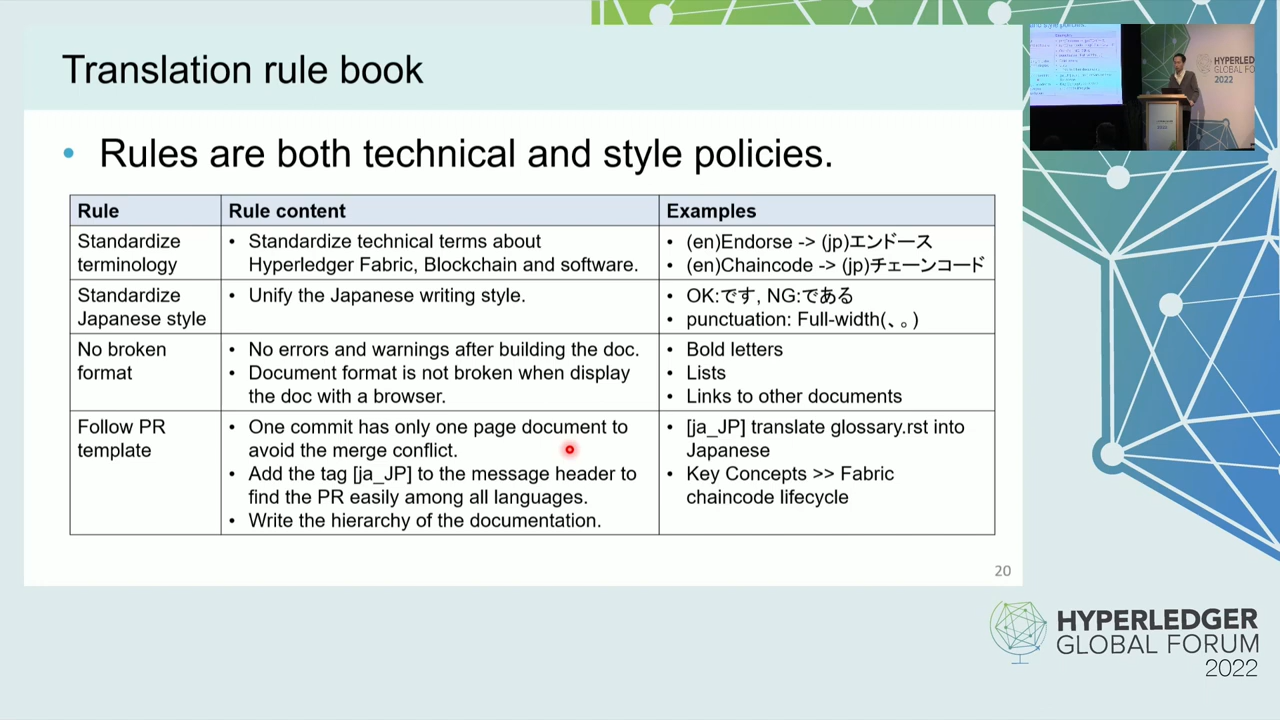 Translation rule book
• Rules are both technical and style policies.
Rule
Rule content
Examples
Standardize
terminology
• Standardize technical terms about
Hyperledger Fabric, Blockchain and software.
• (en)Endorse -> (jp)エンドース
• (en)Chaincode -> (jp)チェーンコード
Standardize
Japanese style
• Unify the Japanese writing style.
• OK:です, NG:である
• punctuation: Full-width(、。)
No broken
format
• No errors and warnings after building the doc.
• Document format is not broken when display
the doc with a browser.
• Bold letters
• Lists
• Links to other documents
Follow PR
template
• One commit has only one page document to
avoid the merge conflict.
• Add the tag [ja_JP] to the message header to
find the PR easily among all languages.
• Write the hierarchy of the documentation.
• [ja_JP] translate glossary.rst into
Japanese
• Key Concepts >> Fabric
chaincode lifecycle
20
HYPERLEDGER
GLOBAL FORUM
2022
HYPERLED
GLOBAL FO
2022